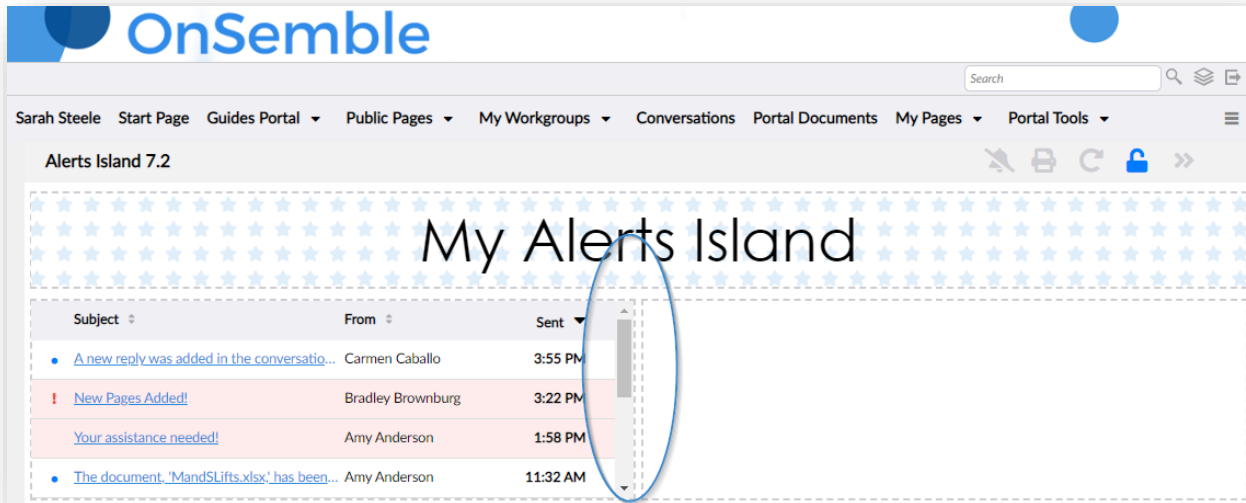 OnSemble
Search
Sarah Steele Start Page Guides Portal Public Pages My Workgroups Conversations Portal Documents My Pages Portal Tools
Alerts Island 7.2
My Alerts Island
Subject From Sent
A new reply was added in the conversatio... Carmen Caballo 3:55 PM
! New Pages Added! Bradley Brownburg 3:22 PM
Your assistance needed! Amy Anderson 1:58 PM
The document, 'MandSLifts.xlsx,' has been... Amy Anderson 11:32 AM